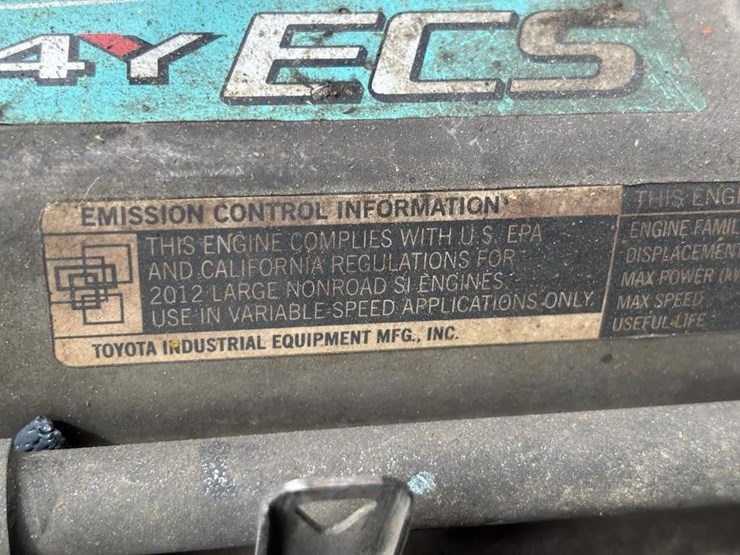 4Y ECS
EMISSION CONTROL INFORMATION
THIS ENGINE COMPLIES WITH U.S. EPA
AND CALIFORNIA REGULATIONS FOR
2012 LARGE NONROAD SI ENGINES.
USE IN VARIABLE-SPEED APPLICATIONS ONLY.
TOYOTA INDUSTRIAL EQUIPMENT MFG., INC.
THIS ENGI
ENGINE FAMIL
DISPLACEMENT
MAX POWER (kW
MAX SPEED
USEFUL LIFE